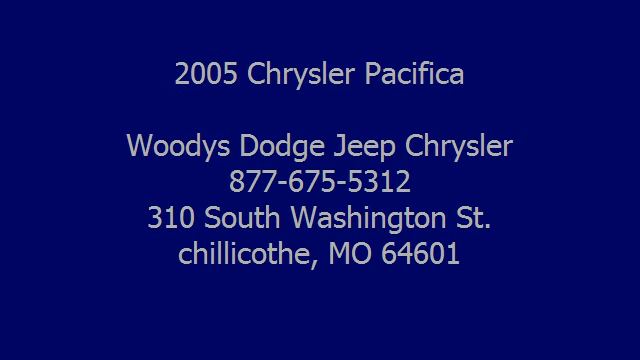 2005 Chrysler Pacifica
Woodys Dodge Jeep Chrysler
877-675-5312
310 South Washington St.
chillicothe, MO 64601